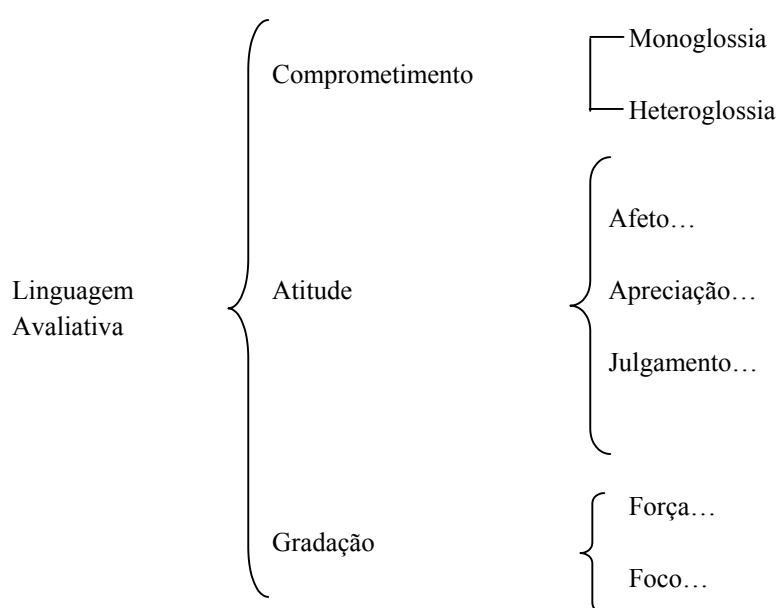 Monoglossia
Comprometimento
Heteroglossia
Afeto…
Linguagem
Avaliativa
Atitude
Apreciação…
Julgamento…
Força…
Gradação
Foco…